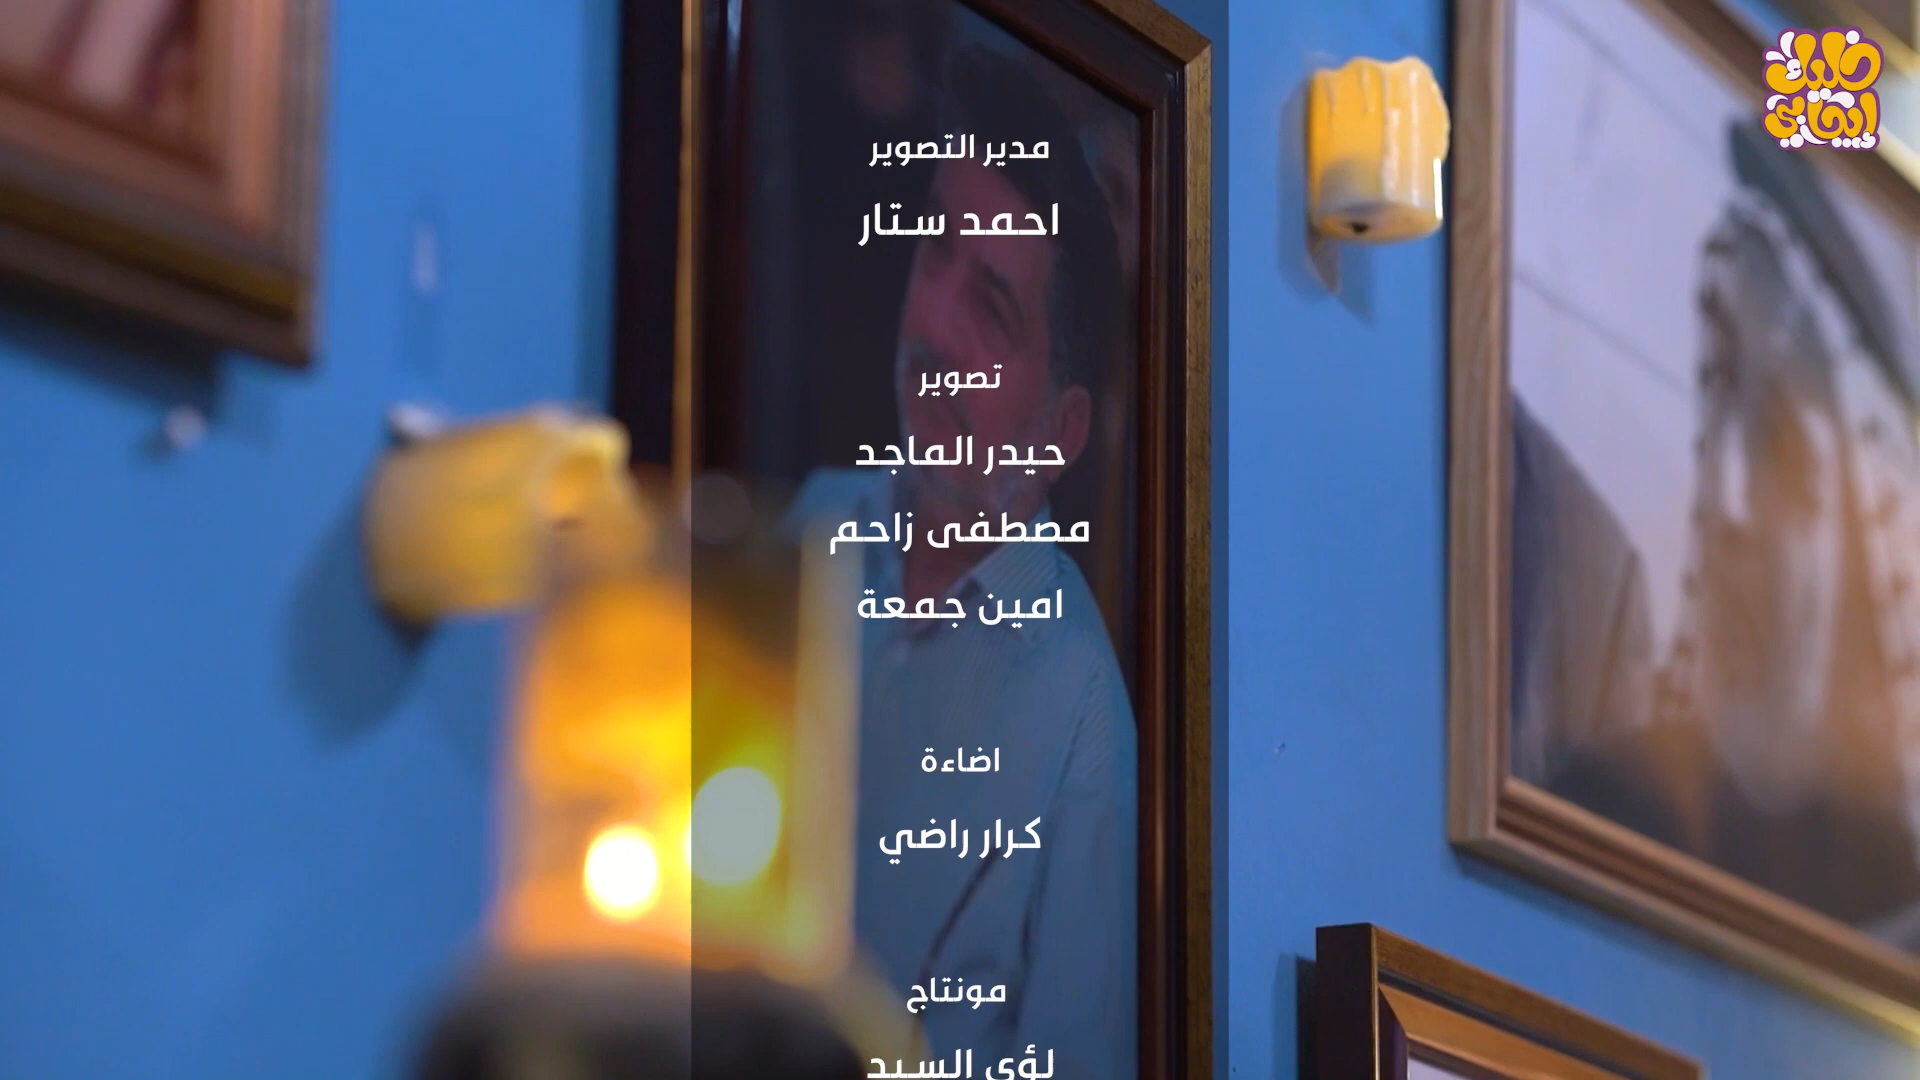 مدير التصوير
احمد ستار
تصوير
حيدر الماجد
مصطفى زاحم
امين جمعة
اضاءة
كرار راضي
مونتاج
لؤي السيد